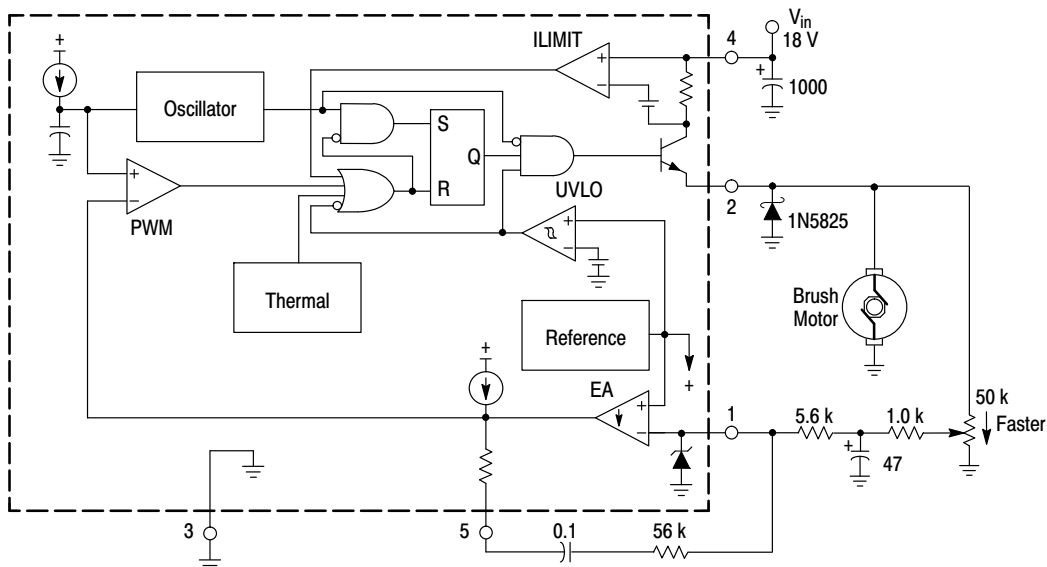 +
Oscillator
ILIMIT
+
−
4
Vin
18 V
+
1000
S
Q
R
UVLO
+
−
PWM
2
1N5825
+
−
Thermal
Brush
Motor
Reference
+
+
EA
+
−
1
5.6 k
1.0 k
50 k
Faster
+
47
3
5
0.1
56 k